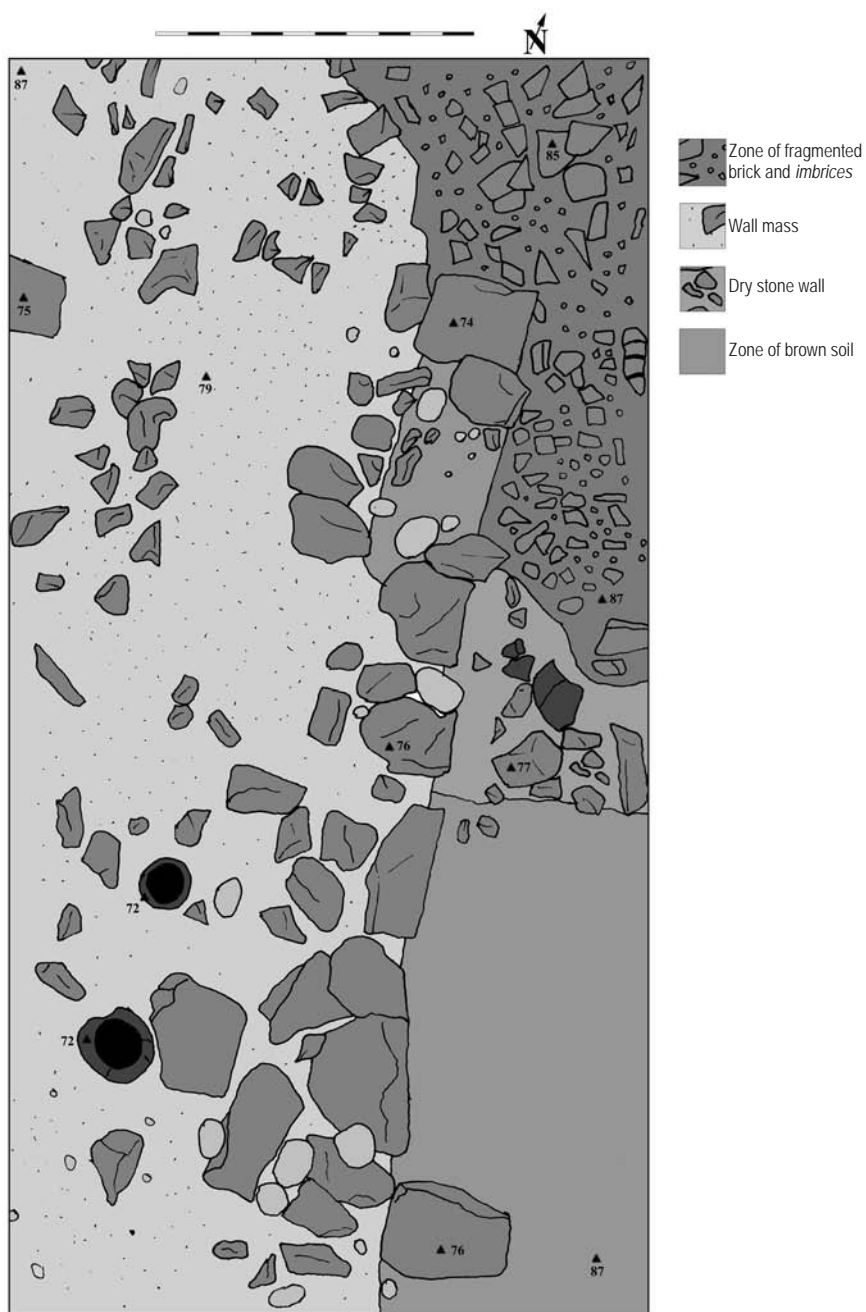 N
87
85
75
74
79
87
76
77
72
72
76
87
Zone of fragmented
brick and imbrices
Wall mass
Dry stone wall
Zone of brown soil